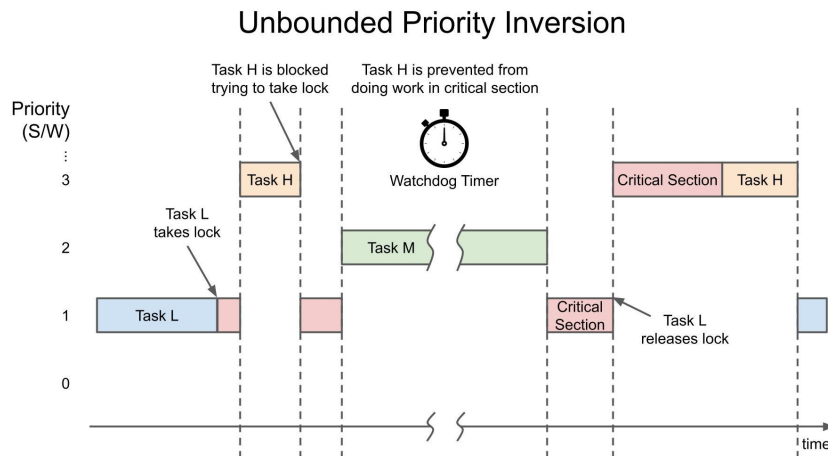 Unbounded Priority Inversion
Task H is blocked
trying to take lock
Task H is prevented from
doing work in critical section
Priority
(S/W)
⋮
3
Task H
Watchdog Timer
Critical Section
Task H
Task L
takes lock
2
Task M
1
Task L
Critical
Section
Task L
releases lock
0
time